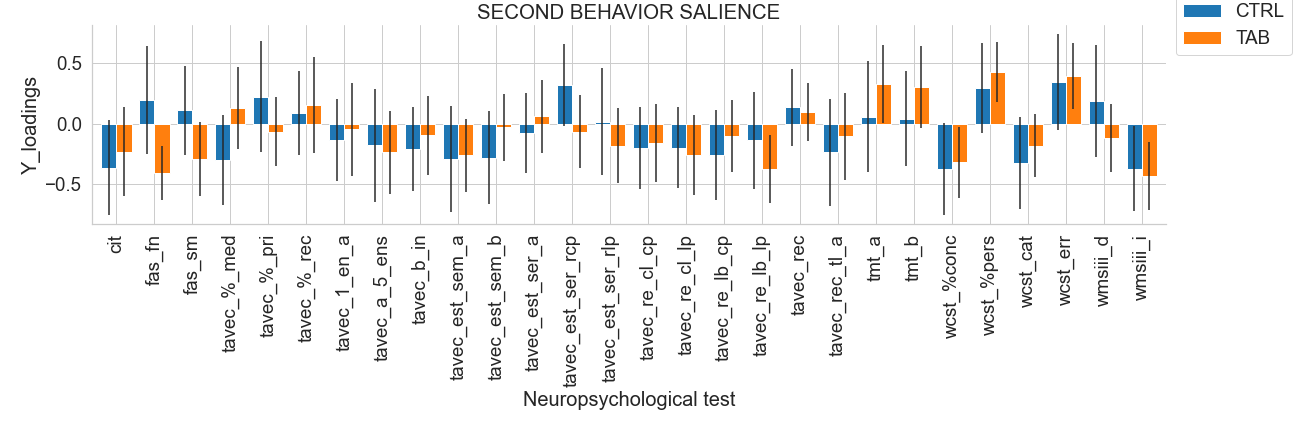 SECOND BEHAVIOR SALIENCE
CTRL
TAB
Y_loadings
0.5
0.0
−0.5
cit
fas_fn
fas_sm
tavec_%_med
tavec_%_pri
tavec_%_rec
tavec_1_en_a
tavec_a_5_ens
tavec_b_in
tavec_est_sem_a
tavec_est_sem_b
tavec_est_ser_a
tavec_est_ser_rcp
tavec_est_ser_rlp
tavec_re_cl_cp
tavec_re_cl_lp
tavec_re_lb_cp
tavec_re_lb_lp
tavec_rec
tavec_rec_tl_a
tmt_a
tmt_b
wcst_%conc
wcst_%pers
wcst_cat
wcst_err
wmsiii_d
wmsiii_i
Neuropsychological test